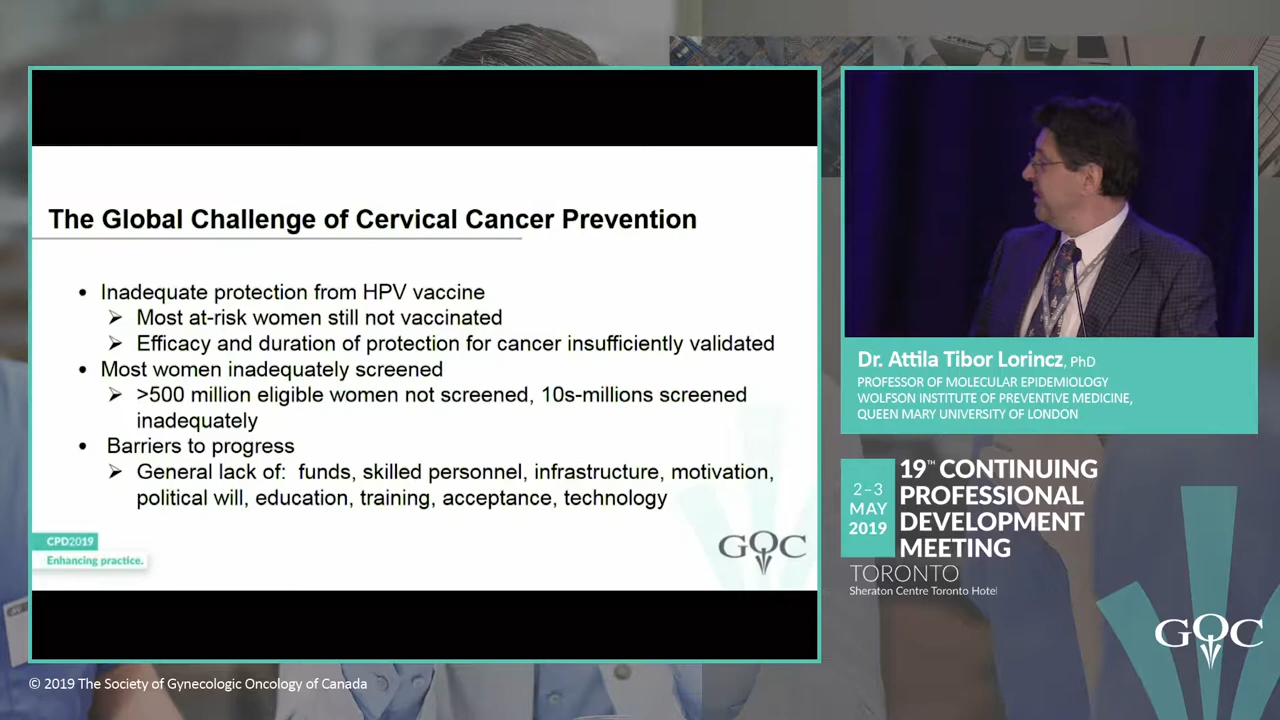 The Global Challenge of Cervical Cancer Prevention
• Inadequate protection from HPV vaccine
➢ Most at-risk women still not vaccinated
➢ Efficacy and duration of protection for cancer insufficiently validated
• Most women inadequately screened
➢ >500 million eligible women not screened, 10s-millions screened
inadequately
• Barriers to progress
➢ General lack of: funds, skilled personnel, infrastructure, motivation,
political will, education, training, acceptance, technology
CPD2019
Enhancing practice.
GOC
Dr. Attila Tibor Lorincz, PhD
PROFESSOR OF MOLECULAR EPIDEMIOLOGY
WOLFSON INSTITUTE OF PREVENTIVE MEDICINE,
QUEEN MARY UNIVERSITY OF LONDON
2–3
MAY
2019
19™ CONTINUING
PROFESSIONAL
DEVELOPMENT
MEETING
TORONTO
Sheraton Centre Toronto Hotel
GOC
© 2019 The Society of Gynecologic Oncology of Canada